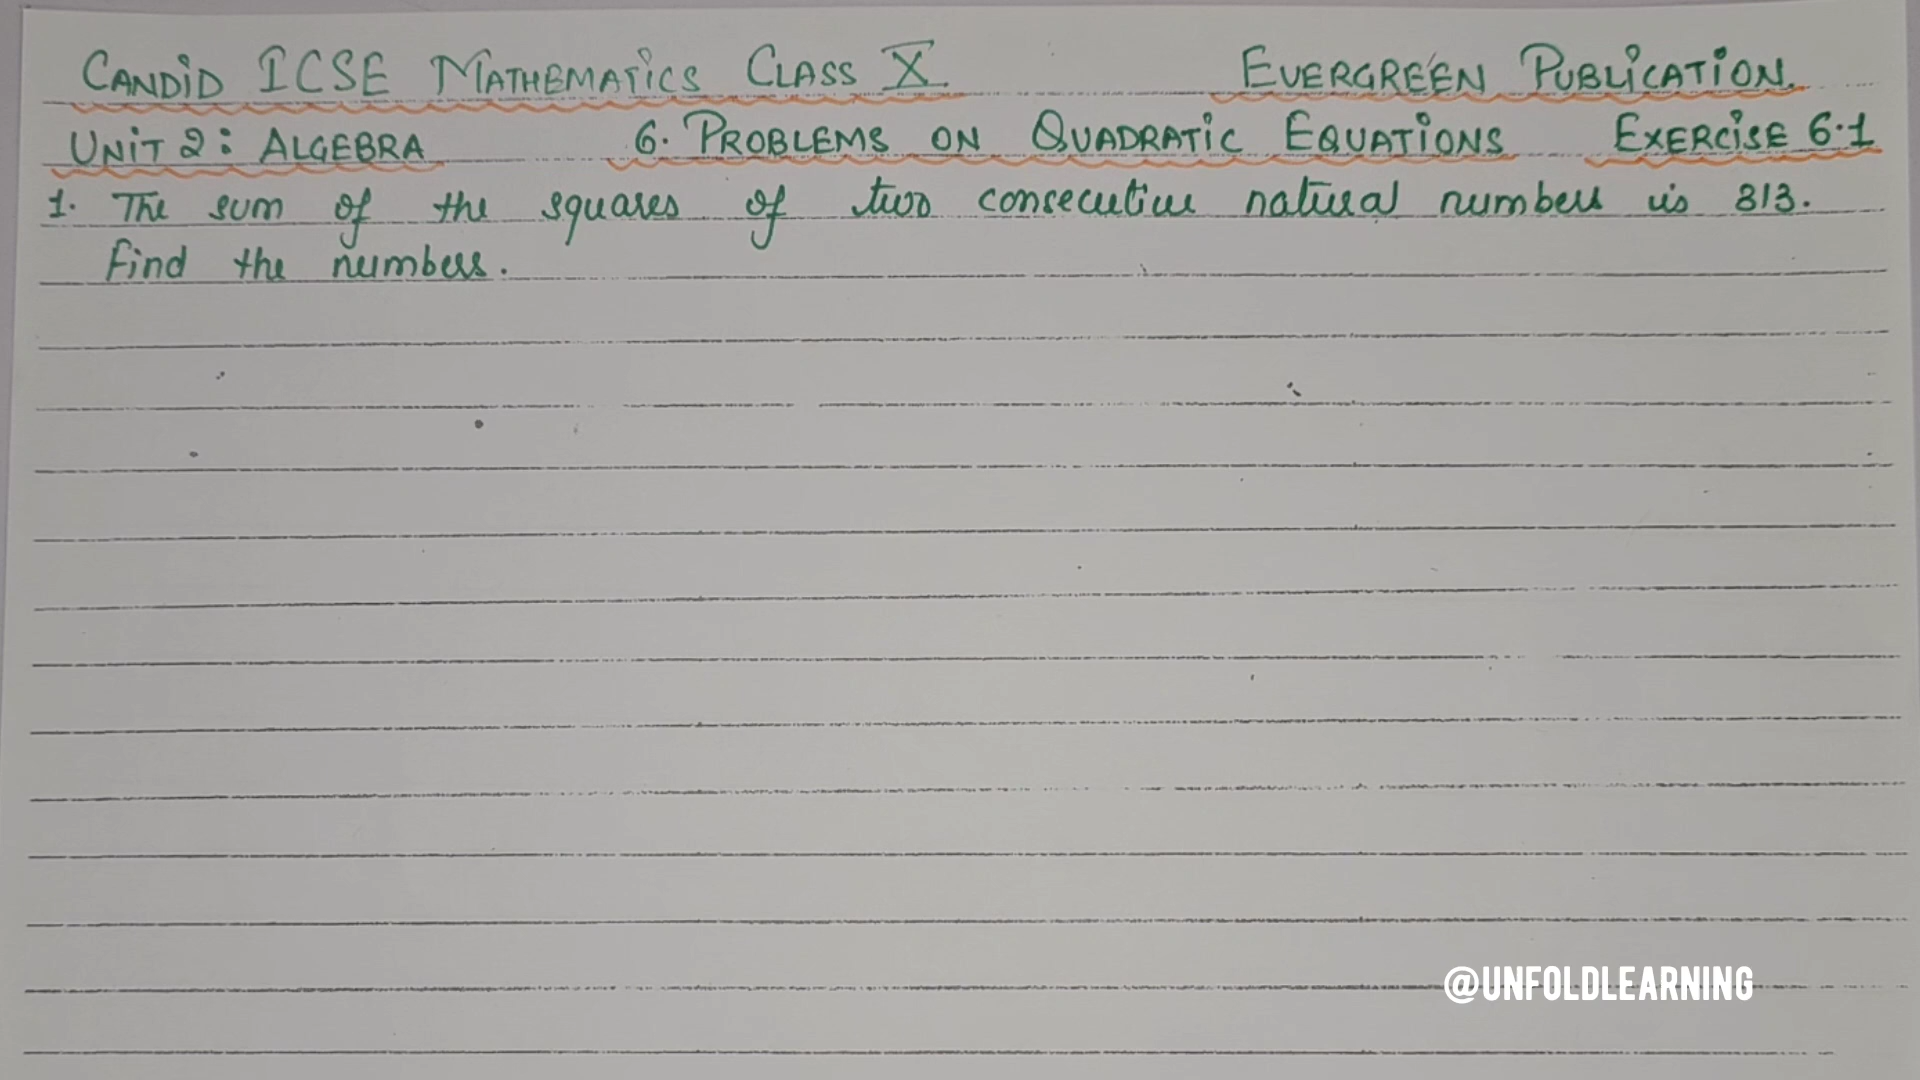 CANDID ICSE MATHEMATICS CLASS X EVERGREEN PUBLICATION.
UNIT 2: ALGEBRA 6. PROBLEMS ON QUADRATIC EQUATIONS EXERCISE 6.1
1. The sum of the squares of two consecutive natural numbers is 313.
Find the numbers.
@UNFOLDLEARNING